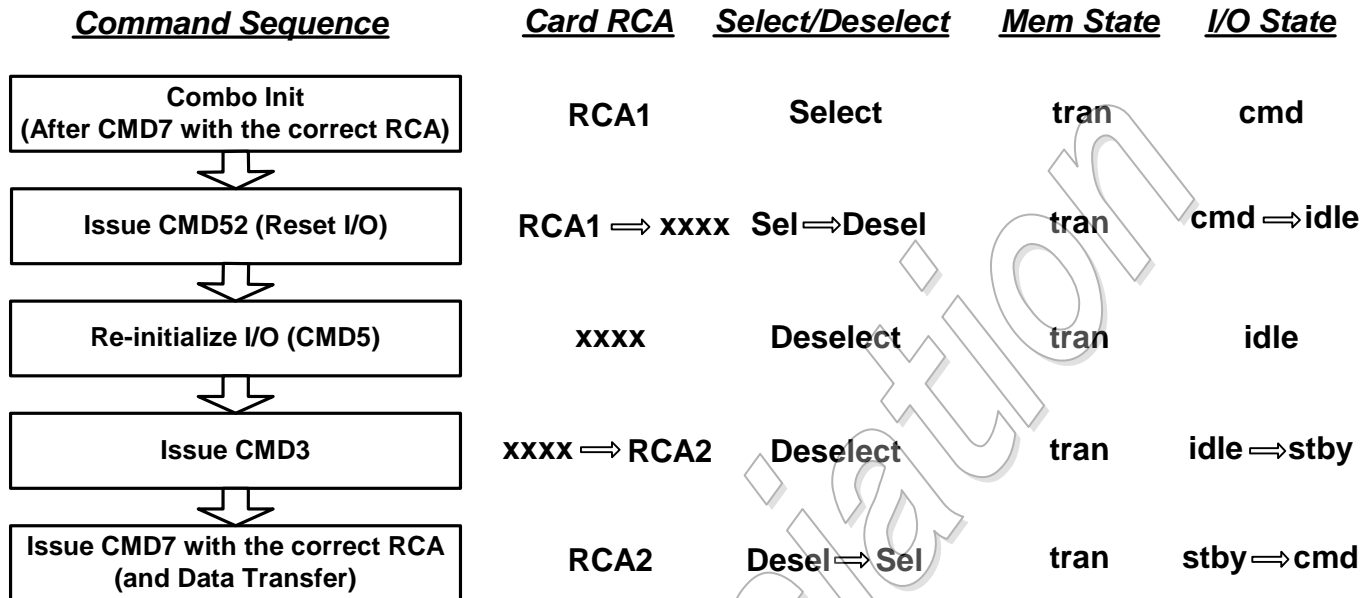 Command Sequence Card RCA Select/Deselect Mem State I/O State
Combo Init
(After CMD7 with the correct RCA)
RCA1 Select tran cmd
Issue CMD52 (Reset I/O) RCA1 ⟹ xxxx Sel⟹Desel tran cmd ⟹idle
Re-initialize I/O (CMD5) xxxx Deselect tran idle
Issue CMD3 xxxx ⟹ RCA2 Deselect tran idle ⟹stby
Issue CMD7 with the correct RCA
(and Data Transfer)
RCA2 Desel⟹ Sel tran stby⟹cmd